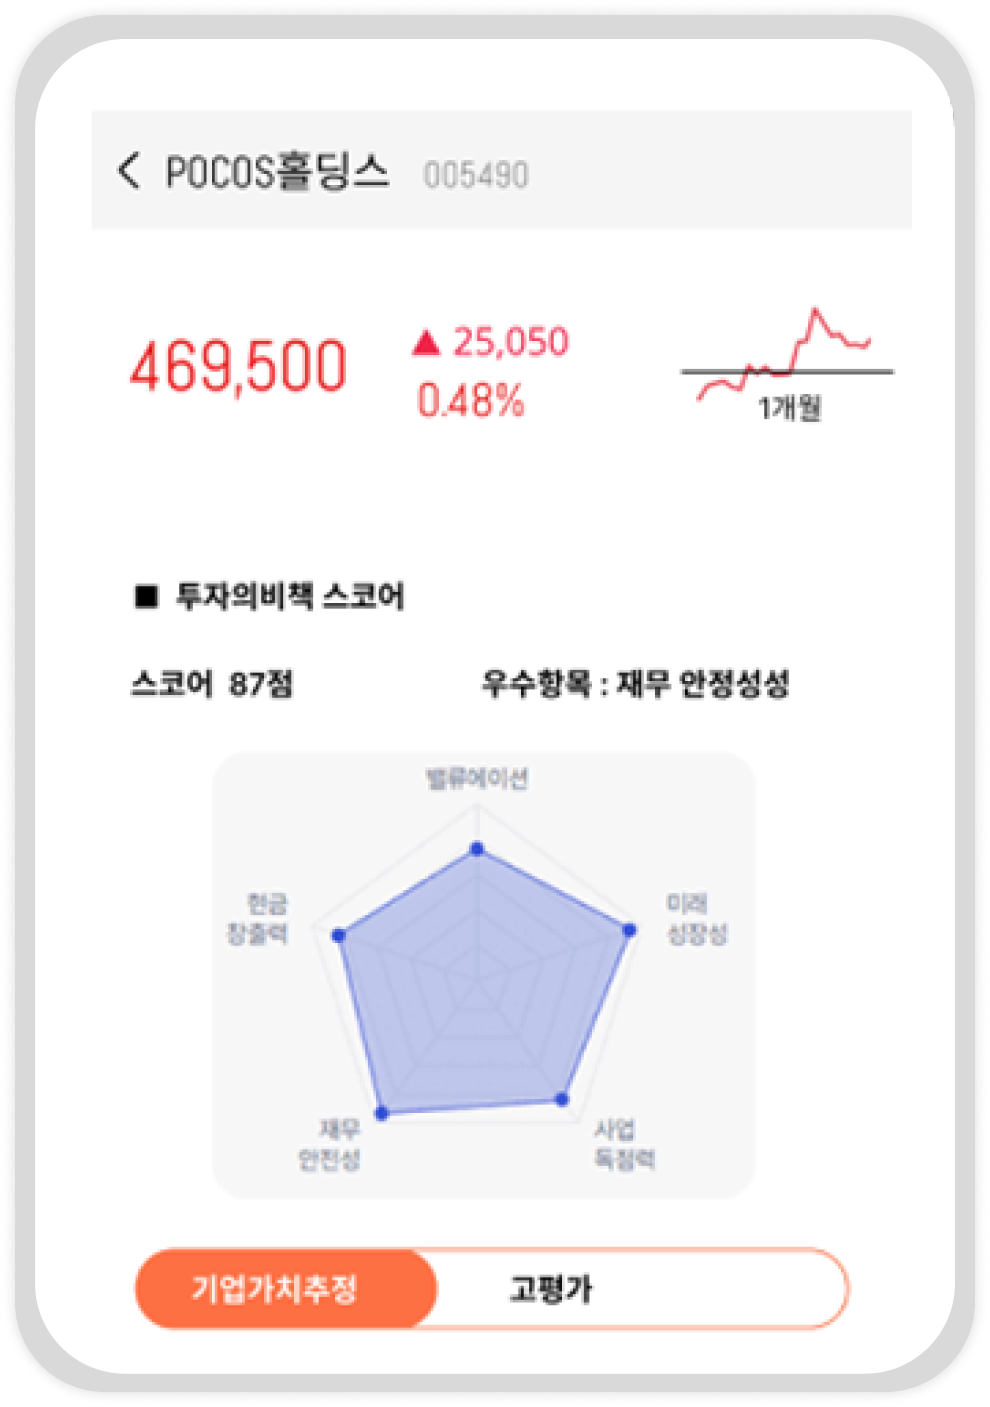 POCOS홀딩스 005490
469,500
▲ 25,050
0.48%
1개월
■ 투자의비책 스코어
스코어 87점
우수항목 : 재무 안정성성
밸류에이션
현금
창출력
미래
성장성
재무
안전성
사업
독점력
기업가치추정
고평가